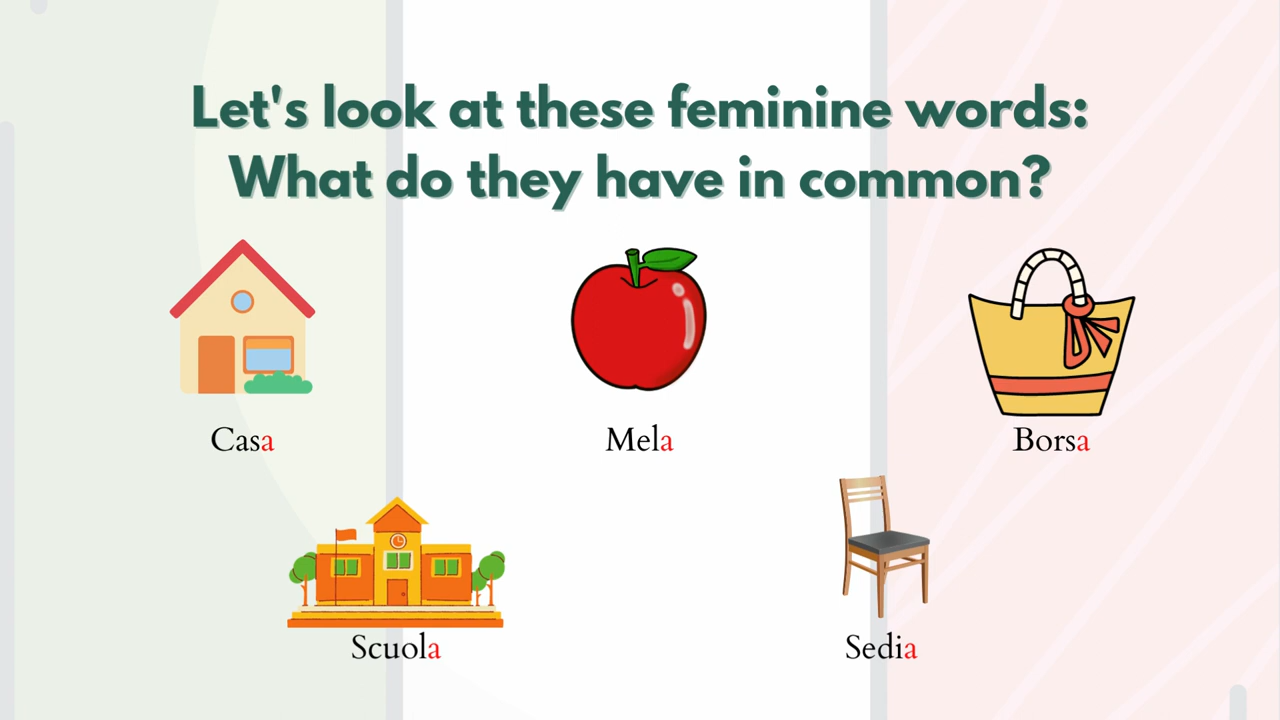 Let's look at these feminine words:
What do they have in common?
Casa
Mela
Borsa
Scuola
Sedia